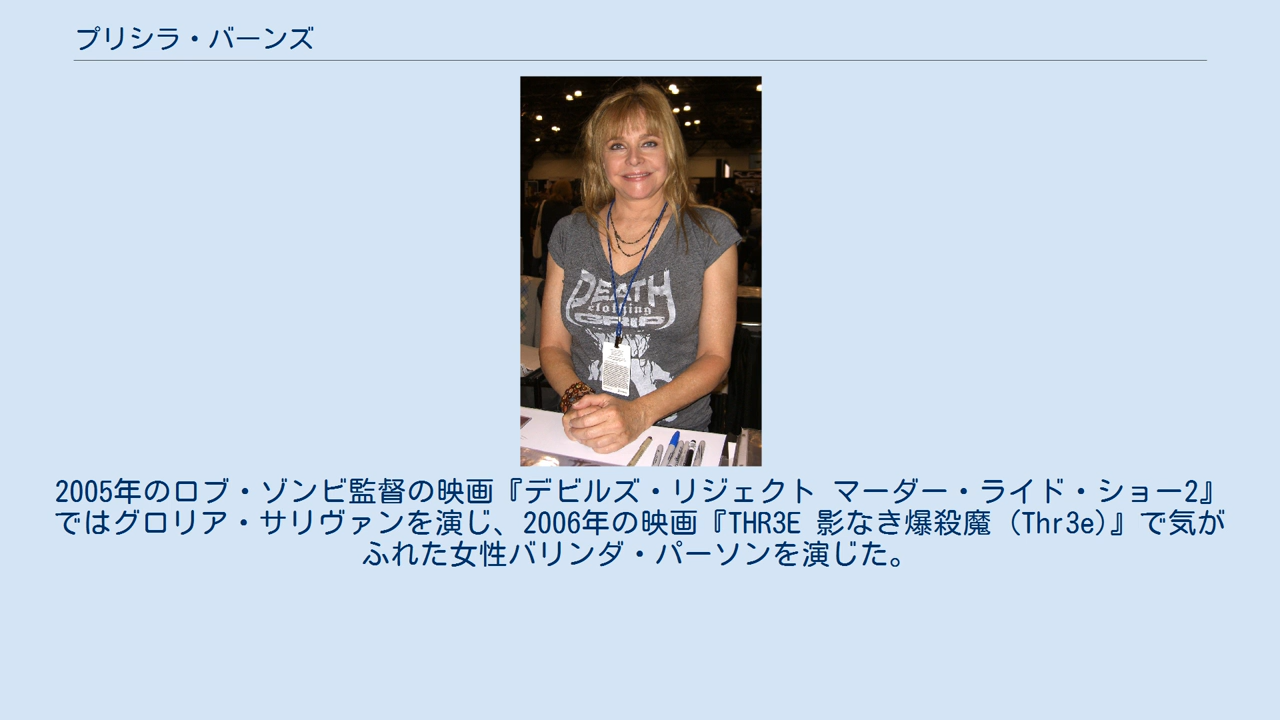 プリシラ・バーンズ
DEATH
clothing
GRIP
2005年のロブ・ゾンビ監督の映画『デビルズ・リジェクト マーダー・ライド・ショー2』
ではグロリア・サリヴァンを演じ、2006年の映画『THR3E 影なき爆殺魔 (Thr3e)』で気が
ふれた女性バリンダ・パーソンを演じた。